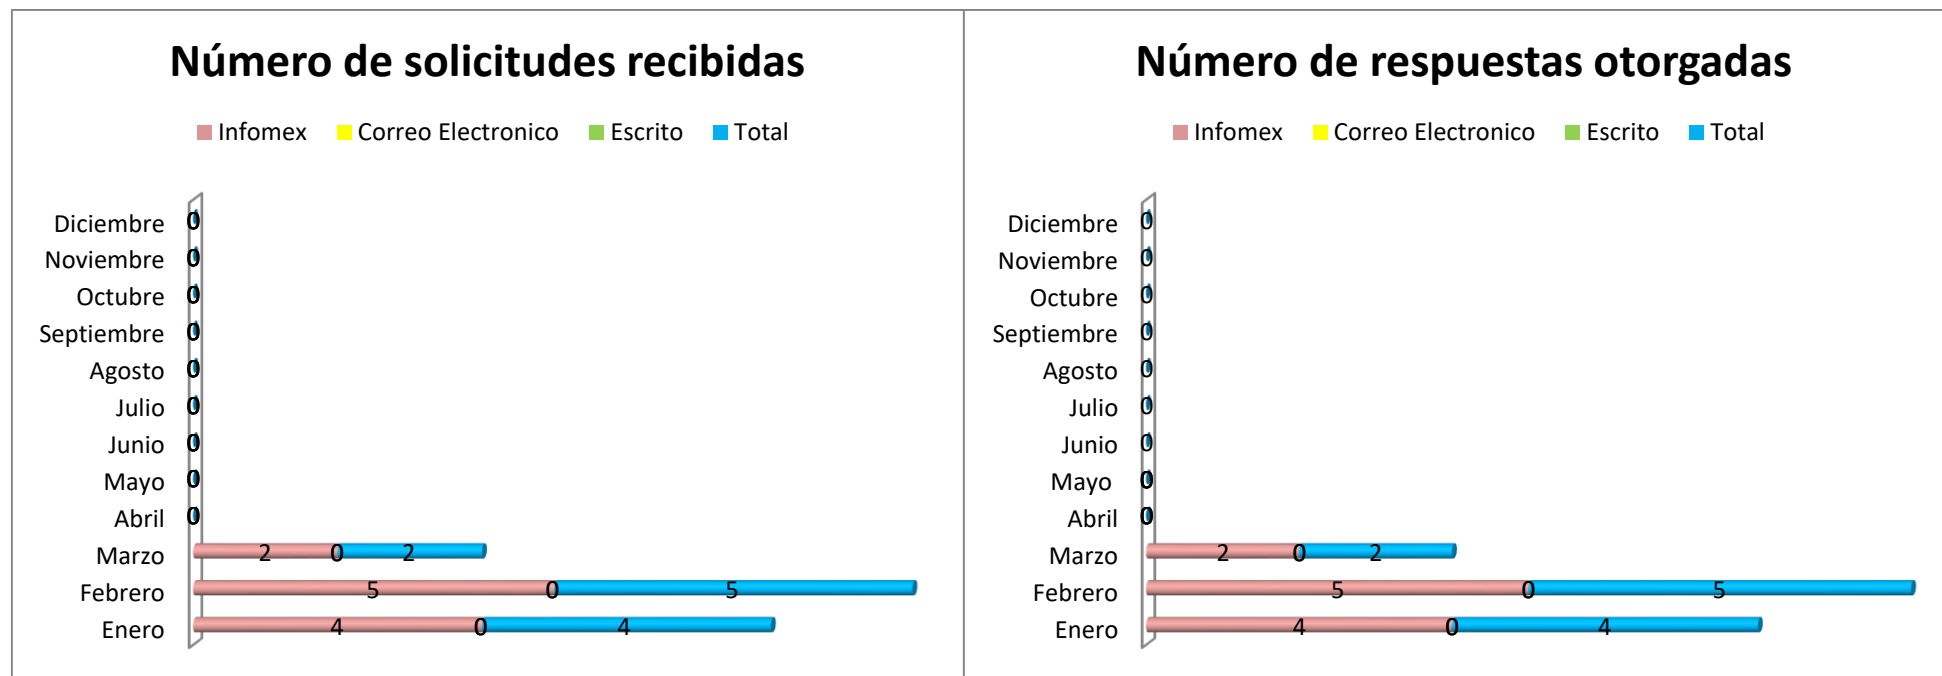 Número de solicitudes recibidas
Infomex Correo Electronico Escrito Total
Diciembre 0
Noviembre 0
Octubre 0
Septiembre 0
Agosto 0
Julio 0
Junio 0
Mayo 0
Abril 0
Marzo 2 0 2
Febrero 5 0 5
Enero 4 0 4
Número de respuestas otorgadas
Infomex Correo Electronico Escrito Total
Diciembre 0
Noviembre 0
Octubre 0
Septiembre 0
Agosto 0
Julio 0
Junio 0
Mayo 0
Abril 0
Marzo 2 0 2
Febrero 5 0 5
Enero 4 0 4